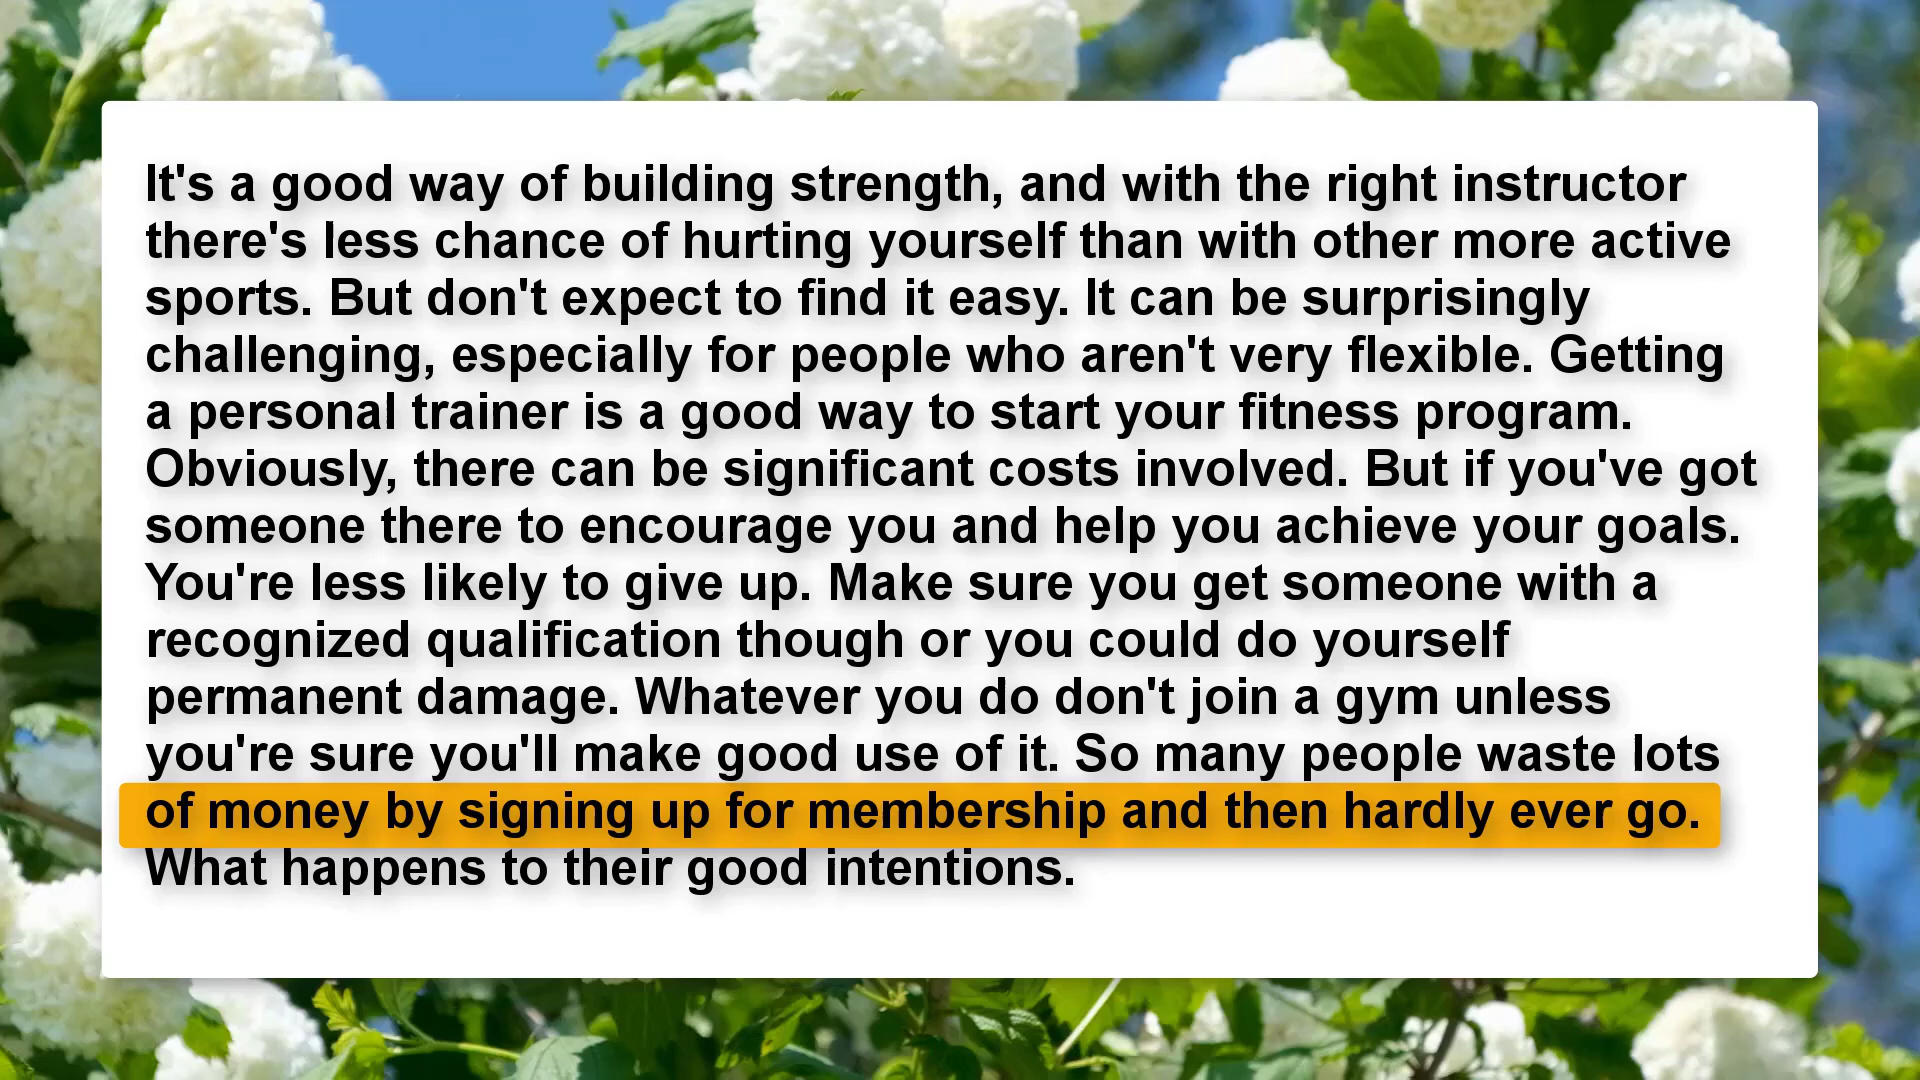 It's a good way of building strength, and with the right instructor
there's less chance of hurting yourself than with other more active
sports. But don't expect to find it easy. It can be surprisingly
challenging, especially for people who aren't very flexible. Getting
a personal trainer is a good way to start your fitness program.
Obviously, there can be significant costs involved. But if you've got
someone there to encourage you and help you achieve your goals.
You're less likely to give up. Make sure you get someone with a
recognized qualification though or you could do yourself
permanent damage. Whatever you do don't join a gym unless
you're sure you'll make good use of it. So many people waste lots
of money by signing up for membership and then hardly ever go.
What happens to their good intentions.